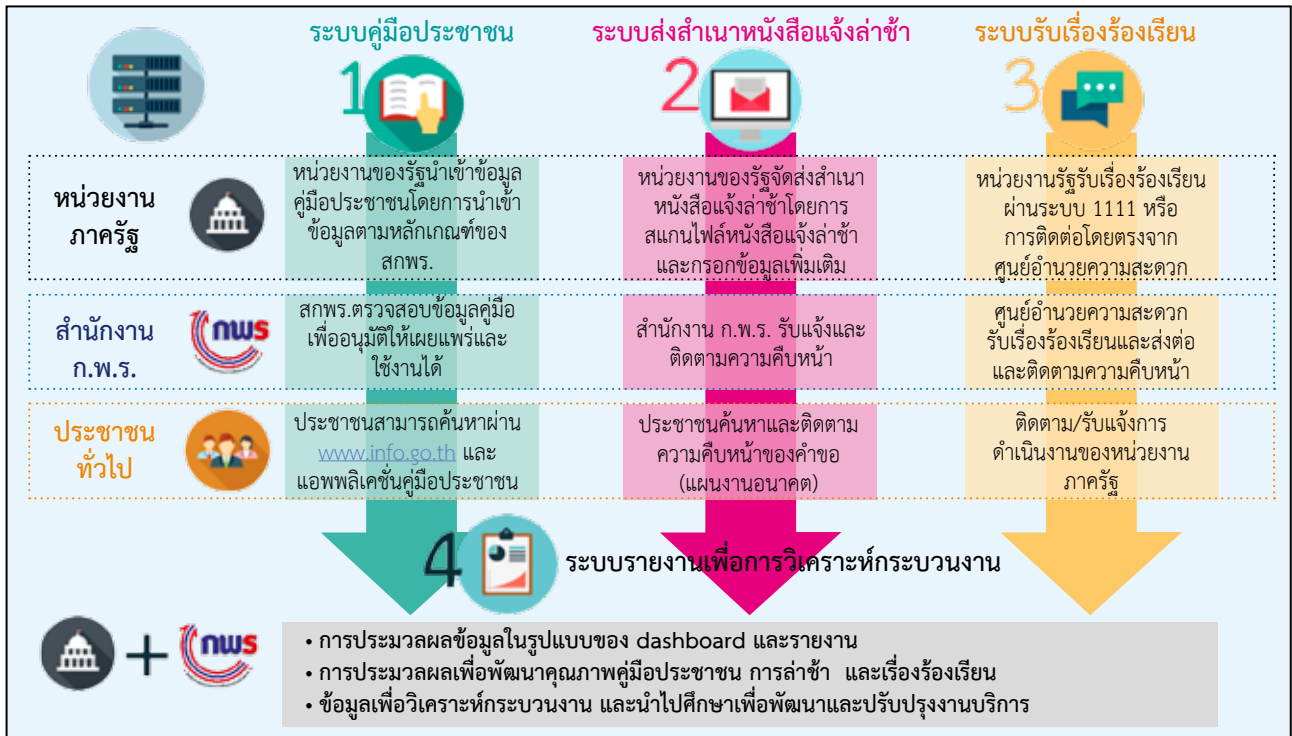 ระบบคู่มือประชาชน
ระบบส่งสำเนาหนังสือแจ้งล่าช้า
ระบบรับเรื่องร้องเรียน
1
2
3
หน่วยงาน
ภาครัฐ
หน่วยงานของรัฐนำเข้าข้อมูล
คู่มือประชาชนโดยการนำเข้า
ข้อมูลตามหลักเกณฑ์ของ
สกพร.
หน่วยงานของรัฐจัดส่งสำเนา
หนังสือแจ้งล่าช้าโดยการ
สแกนไฟล์หนังสือแจ้งล่าช้า
และกรอกข้อมูลเพิ่มเติม
หน่วยงานรัฐรับเรื่องร้องเรียน
ผ่านระบบ 1111 หรือ
การติดต่อโดยตรงจาก
ศูนย์อำนวยความสะดวก
สำนักงาน
ก.พ.ร.
กพร
สกพร.ตรวจสอบข้อมูลคู่มือ
เพื่ออนุมัติให้เผยแพร่และ
ใช้งานได้
สำนักงาน ก.พ.ร. รับแจ้งและ
ติดตามความคืบหน้า
ศูนย์อำนวยความสะดวก
รับเรื่องร้องเรียนและส่งต่อ
และติดตามความคืบหน้า
ประชาชน
ทั่วไป
ประชาชนสามารถค้นหาผ่าน
www.info.go.th และ
แอพพลิเคชั่นคู่มือประชาชน
ประชาชนค้นหาและติดตาม
ความคืบหน้าของคำขอ
(แผนงานอนาคต)
ติดตาม/รับแจ้งการ
ดำเนินงานของหน่วยงาน
ภาครัฐ
4
ระบบรายงานเพื่อการวิเคราะห์กระบวนงาน
+
กพร
• การประมวลผลข้อมูลในรูปแบบของ dashboard และรายงาน
• การประมวลผลเพื่อพัฒนาคุณภาพคู่มือประชาชน การล่าช้า และเรื่องร้องเรียน
• ข้อมูลเพื่อวิเคราะห์กระบวนงาน และนำไปศึกษาเพื่อพัฒนาและปรับปรุงงานบริการ